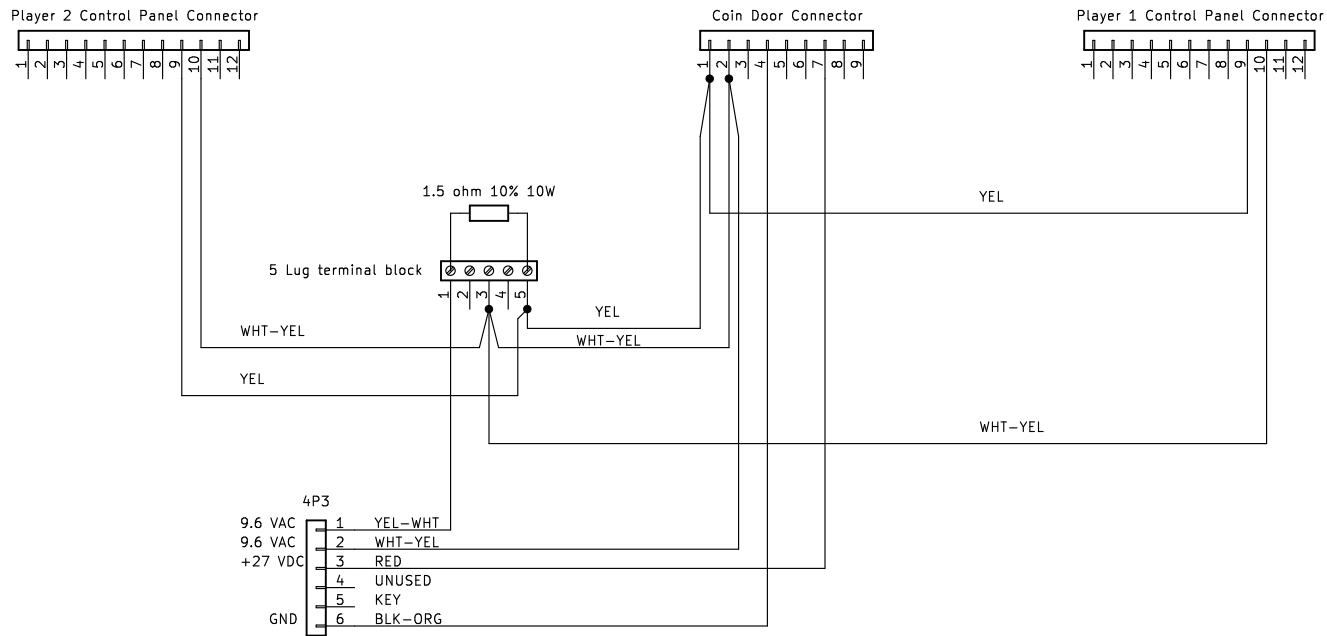 Player 2 Control Panel Connector
Coin Door Connector
Player 1 Control Panel Connector
1 2 3 4 5 6 7 8 9 10 11 12
1 2 3 4 5 6 7 8 9
1 2 3 4 5 6 7 8 9 10 11 12
1.5 ohm 10% 10W
YEL
5 Lug terminal block
1 2 3 4 5
YEL
WHT-YEL
WHT-YEL
YEL
WHT-YEL
4P3
9.6 VAC 1 YEL-WHT
9.6 VAC 2 WHT-YEL
+27 VDC 3 RED
4 UNUSED
5 KEY
GND 6 BLK-ORG